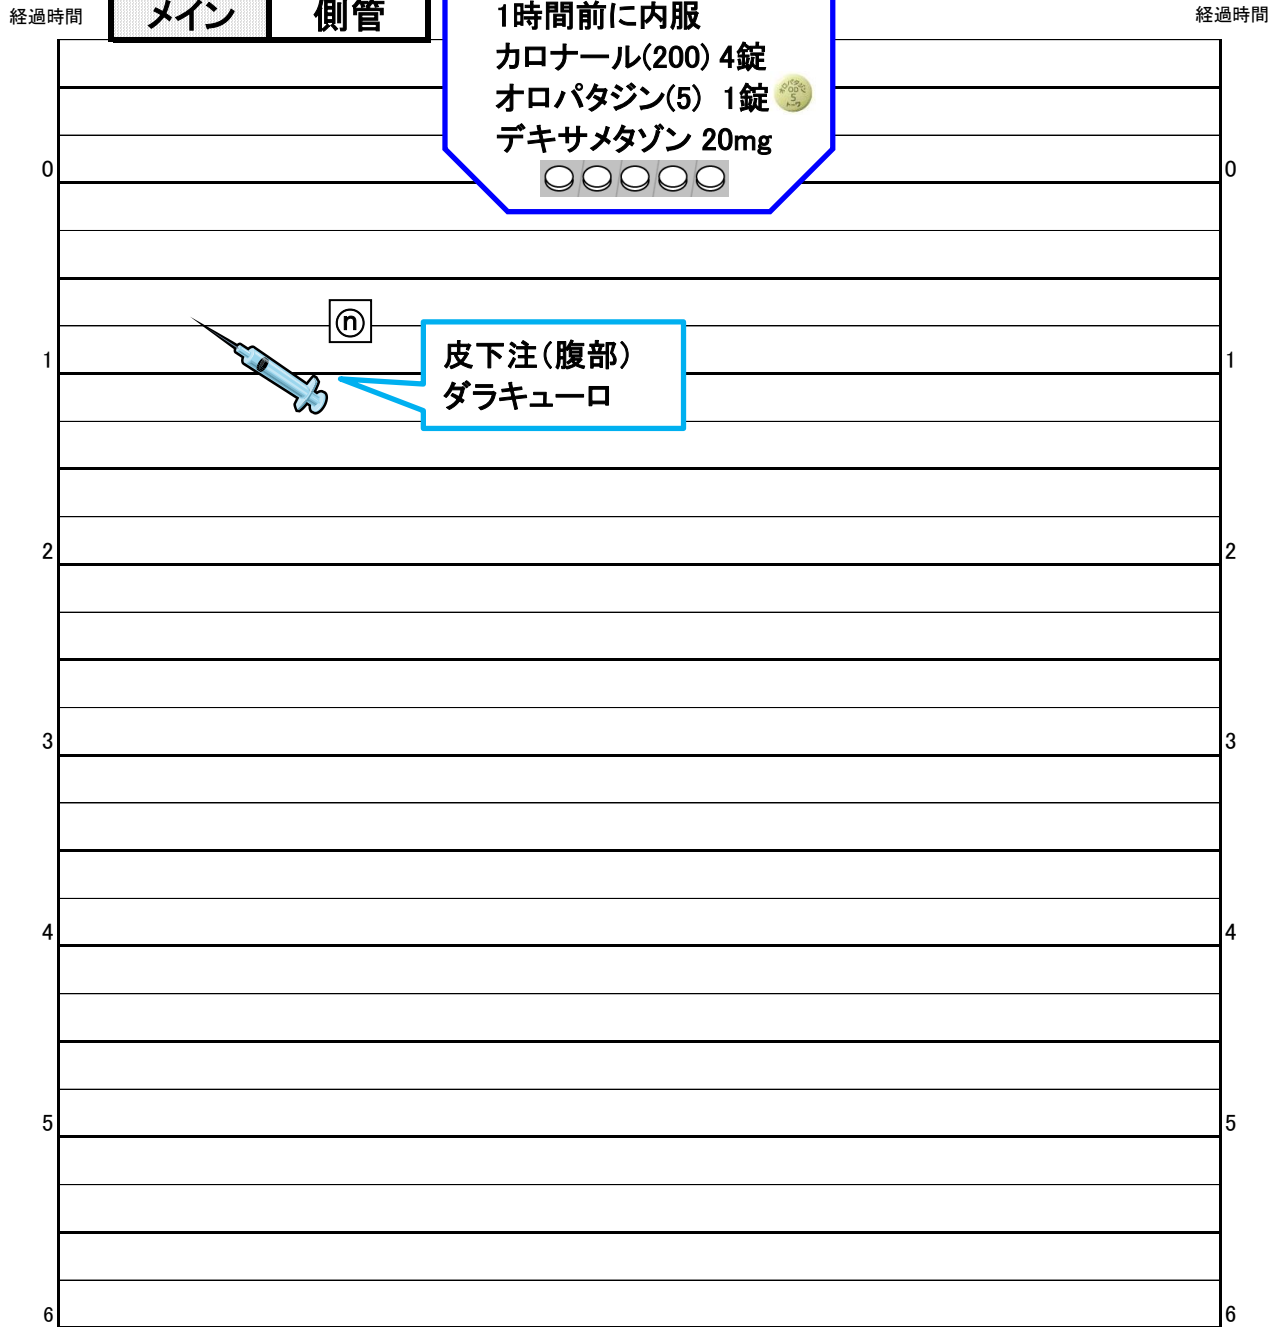 経過時間 メイン 側管 経過時間
1時間前に内服
カロナール(200) 4錠
オロパタジン(5) 1錠
デキサメタゾン 20mg
0 0
ⓝ
皮下注(腹部)
ダラキューロ
1 1
2 2
3 3
4 4
5 5
6 6